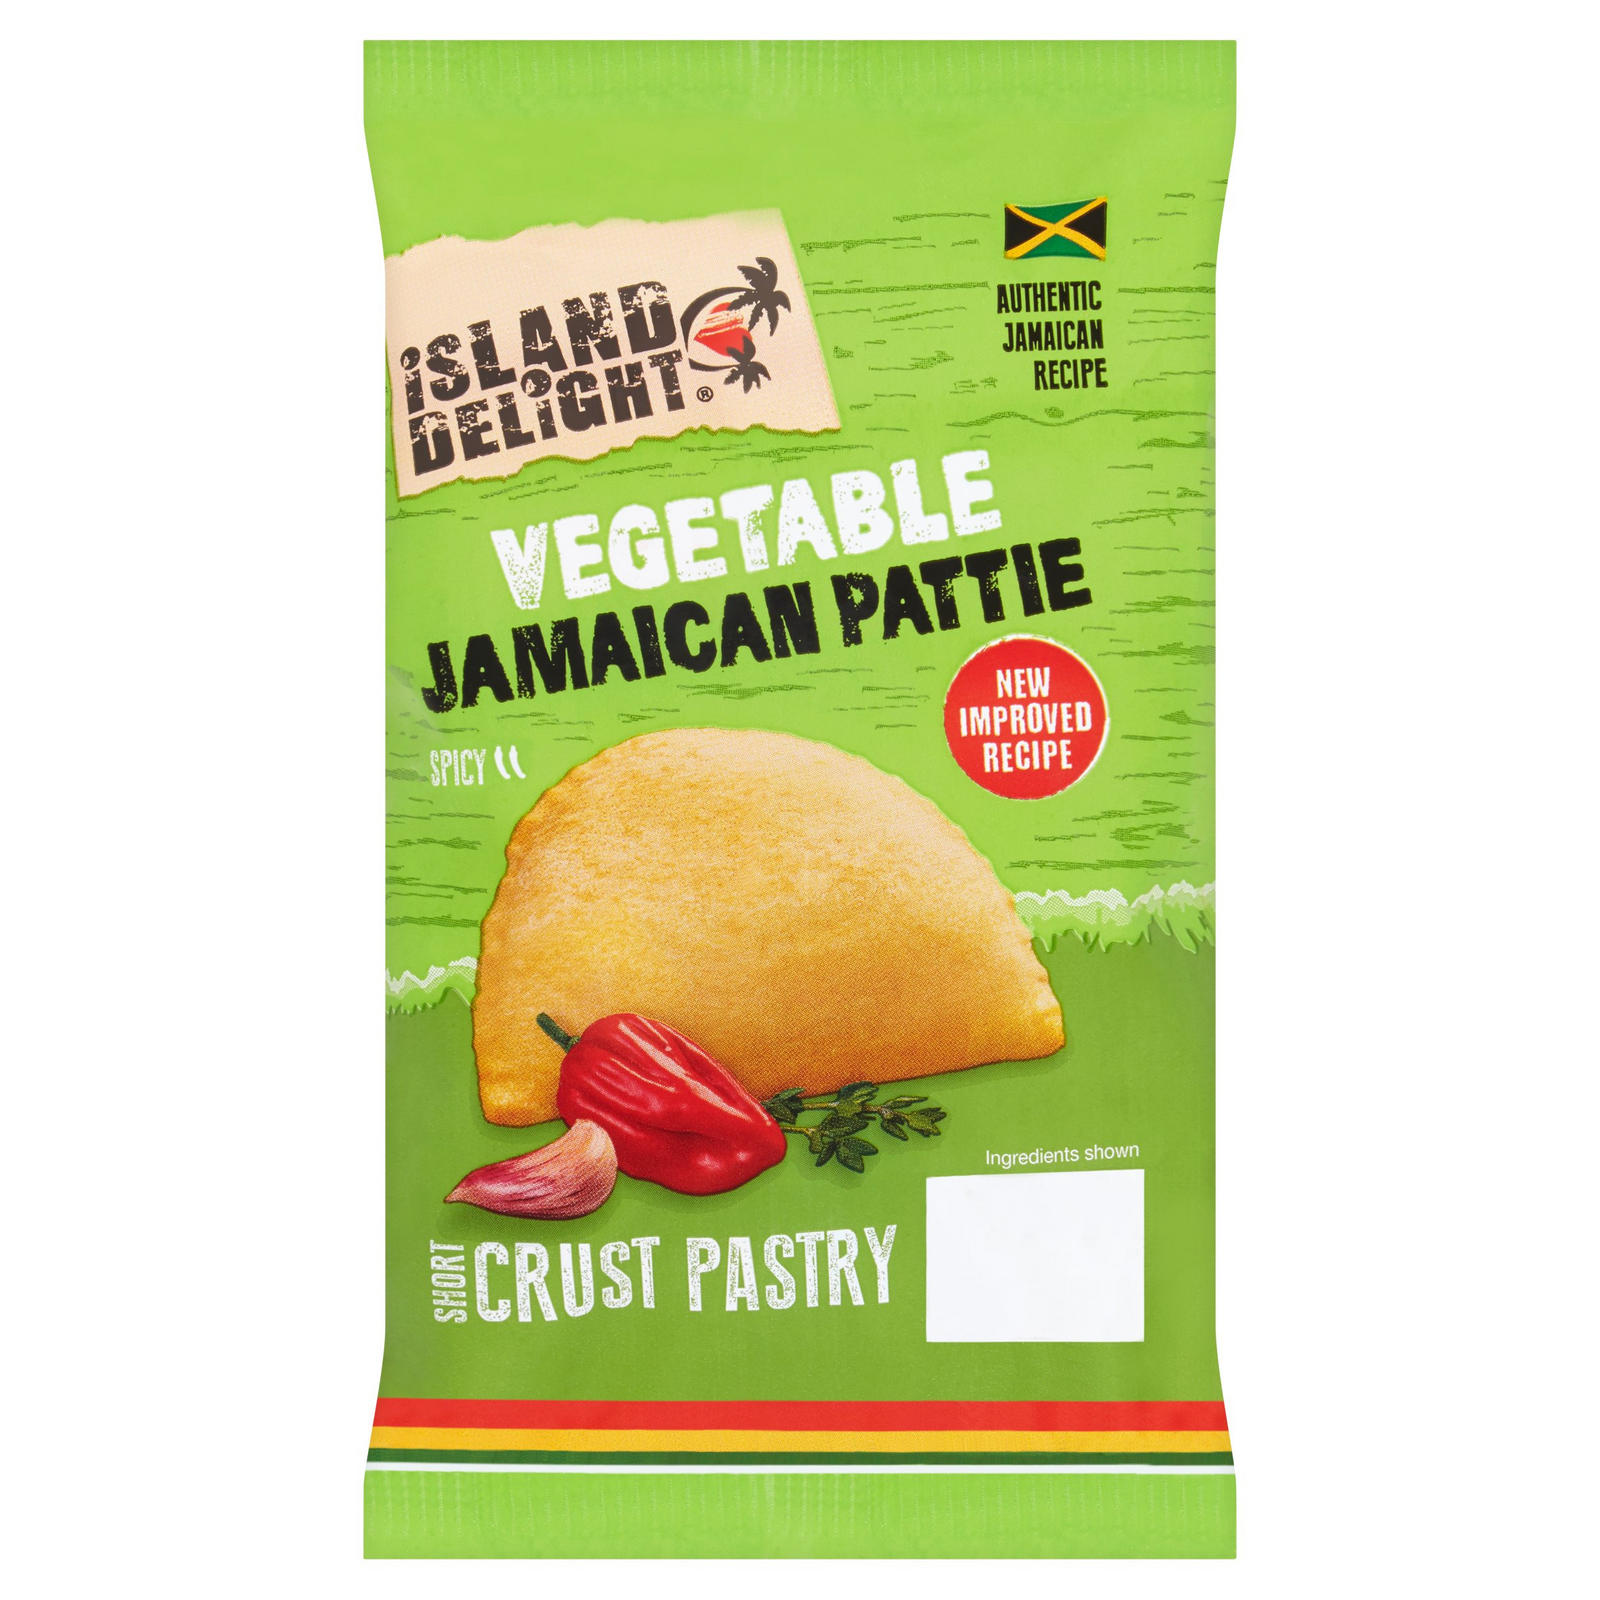 iSLAND
DELiGHT®
AUTHENTIC
JAMAICAN
RECIPE
VEGETABLE
JAMAICAN PATTIE
NEW
IMPROVED
RECIPE
SPICY
Ingredients shown
SHORT
CRUST PASTRY